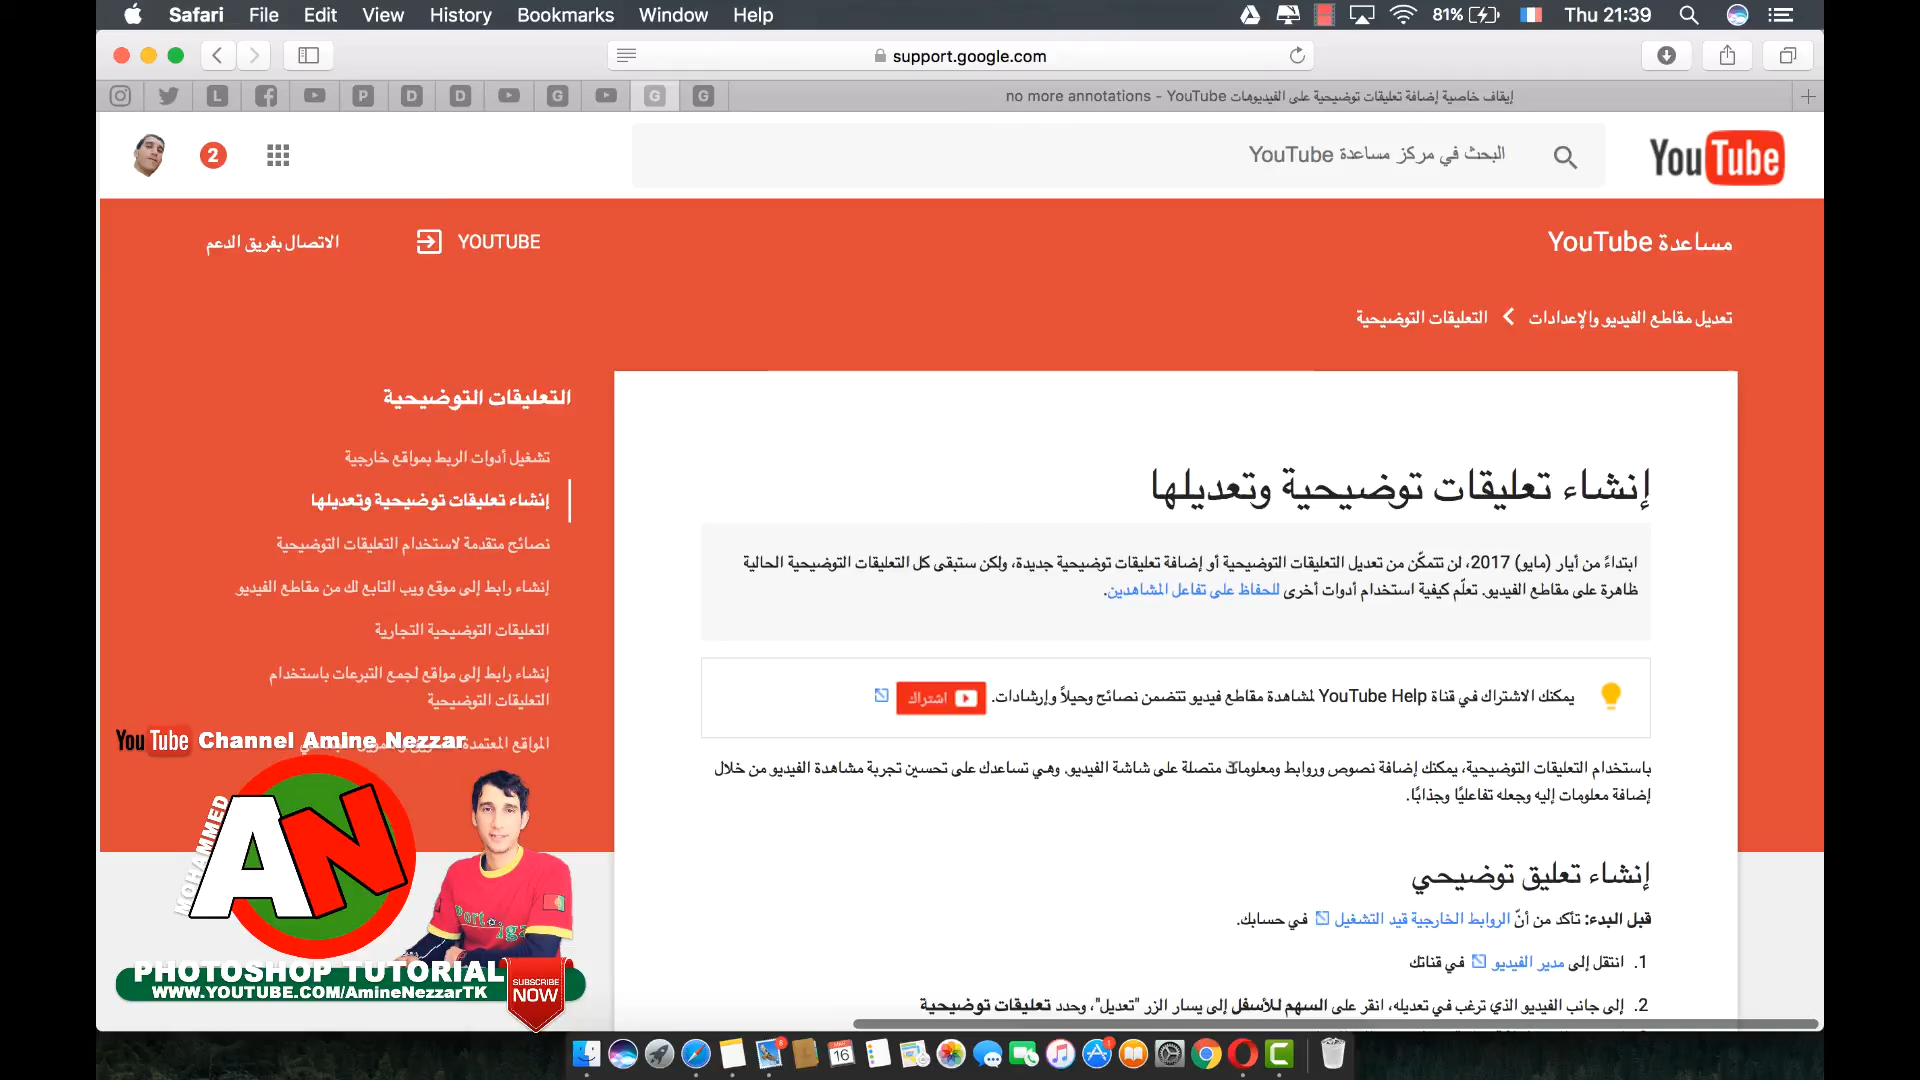 Safari File Edit View History Bookmarks Window Help 81% Thu 21:39
support.google.com
إيقاف خاصية إضافة تعليقات توضيحية على الفيديوهات no more annotations - YouTube
2
البحث في مركز مساعدة YouTube
YouTube
مساعدة YouTube
YOUTUBE
الاتصال بفريق الدعم
تعديل مقاطع الفيديو والإعدادات
التعليقات التوضيحية
التعليقات التوضيحية
تشغيل أدوات الربط بمواقع خارجية
إنشاء تعليقات توضيحية وتعديلها
نصائح متقدمة لاستخدام التعليقات التوضيحية
إنشاء رابط إلى موقع ويب التابع لك من مقاطع الفيديو
التعليقات التوضيحية التجارية
إنشاء رابط إلى مواقع لجمع التبرعات باستخدام
التعليقات التوضيحية
المواقع المعتمدة
إنشاء تعليقات توضيحية وتعديلها
ابتداءً من أيار (مايو) 2017، لن تتمكّن من تعديل التعليقات التوضيحية أو إضافة تعليقات توضيحية جديدة، ولكن ستبقى كل التعليقات التوضيحية الحالية
ظاهرة على مقاطع الفيديو. تعلّم كيفية استخدام أدوات أخرى للحفاظ على تفاعل المشاهدين.
يمكنك الاشتراك في قناة YouTube Help لمشاهدة مقاطع فيديو تتضمن نصائح وحيلاً وإرشادات. اشتراك
باستخدام التعليقات التوضيحية، يمكنك إضافة نصوص وروابط ومعلومات متصلة على شاشة الفيديو. وهي تساعدك على تحسين تجربة مشاهدة الفيديو من خلال
إضافة معلومات إليه وجعله تفاعليًا وجذابًا.
إنشاء تعليق توضيحي
قبل البدء: تأكد من أنّ الروابط الخارجية قيد التشغيل في حسابك.
1. انتقل إلى مدير الفيديو في قناتك
2. إلى جانب الفيديو الذي ترغب في تعديله، انقر على السهم للأسفل إلى يسار الزر "تعديل"، وحدد تعليقات توضيحية
YouTube Channel Amine Nezzar
MOHAMMED
AN
PHOTOSHOP TUTORIAL
WWW.YOUTUBE.COM/AmineNezzarTK
SUBSCRIBE
NOW
16